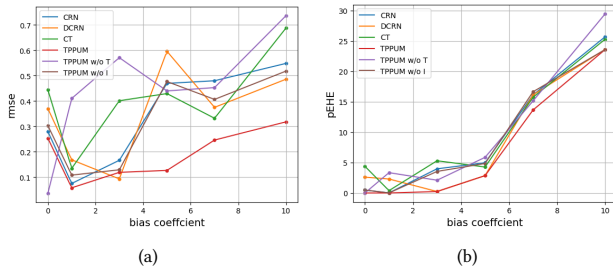 CRN
DCRN
CT
TPPUM
TPPUM w/o T
TPPUM w/o I
0.7
0.6
0.5
0.4
0.3
0.2
0.1
rmse
0 2 4 6 8 10
bias coeffcient
(a)
CRN
DCRN
CT
TPPUM
TPPUM w/o T
TPPUM w/o I
30
25
20
15
10
5
0
pEHE
0 2 4 6 8 10
bias coeffcient
(b)